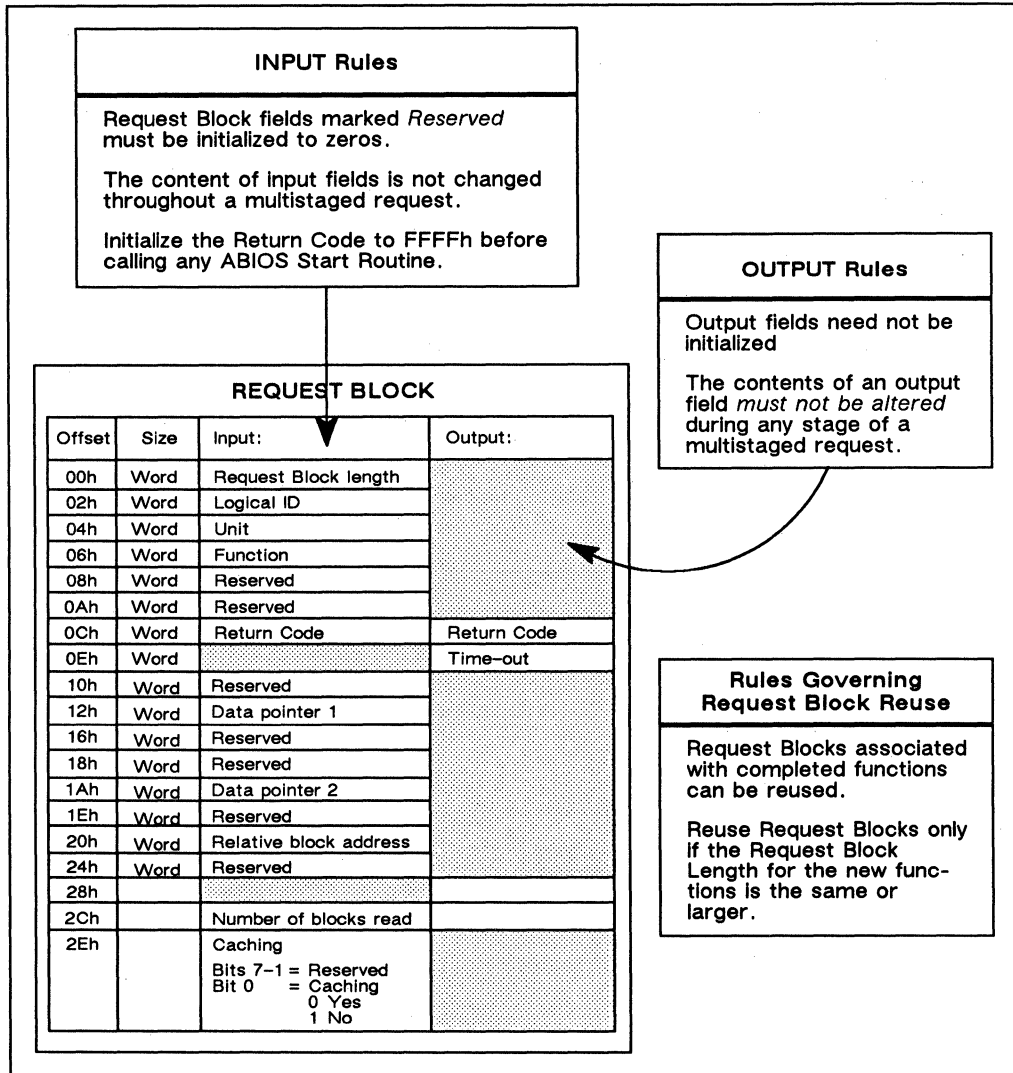 INPUT Rules
Request Block fields marked Reserved
must be initialized to zeros.
The content of input fields is not changed
throughout a multistaged request.
Initialize the Return Code to FFFFh before
calling any ABIOS Start Routine.
OUTPUT Rules
Output fields need not be
initialized
The contents of an output
field must not be altered
during any stage of a
multistaged request.
REQUEST BLOCK
Offset Size Input: Output:
00h Word Request Block length
02h Word Logical ID
04h Word Unit
06h Word Function
08h Word Reserved
0Ah Word Reserved
0Ch Word Return Code Return Code
0Eh Word Time-out
10h Word Reserved
12h Word Data pointer 1
16h Word Reserved
18h Word Reserved
1Ah Word Data pointer 2
1Eh Word Reserved
20h Word Relative block address
24h Word Reserved
28h
2Ch Number of blocks read
2Eh Caching
Bits 7-1 = Reserved
Bit 0 = Caching
0 Yes
1 No
Rules Governing
Request Block Reuse
Request Blocks associated
with completed functions
can be reused.
Reuse Request Blocks only
if the Request Block
Length for the new func-
tions is the same or
larger.